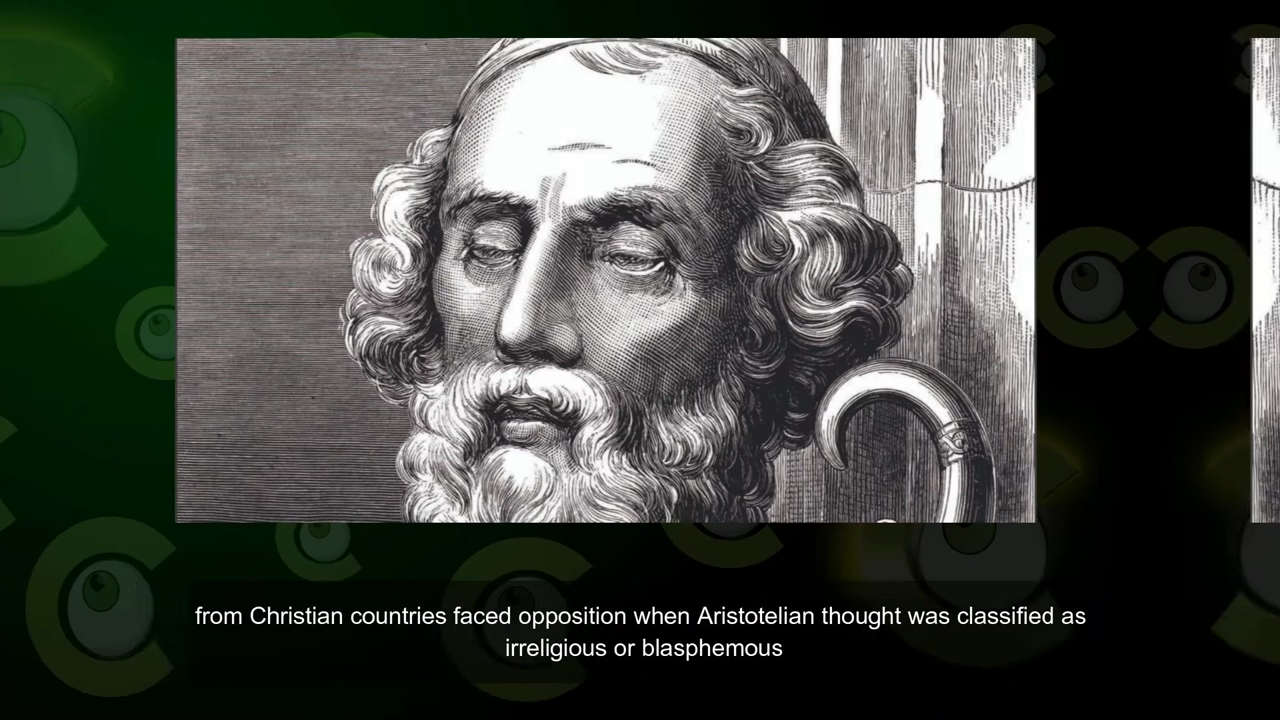 from Christian countries faced opposition when Aristotelian thought was classified as
irreligious or blasphemous